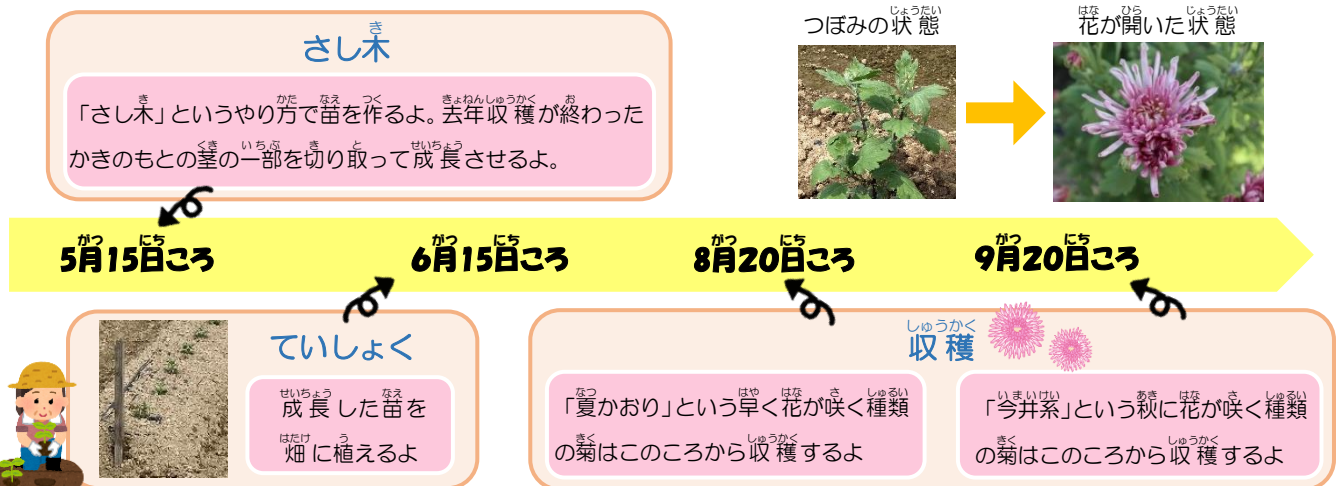 さし木
「さし木」というやり方で苗を作るよ。去年収穫が終わった
かきのもとの茎の一部を切り取って成長させるよ。
つぼみの状態
花が開いた状態
5月15日ころ
6月15日ころ
8月20日ころ
9月20日ころ
ていしょく
成長した苗を
畑に植えるよ
収穫
「夏かおり」という早く花が咲く種類
の菊はこのころから収穫するよ
「今井系」という秋に花が咲く種類
の菊はこのころから収穫するよ